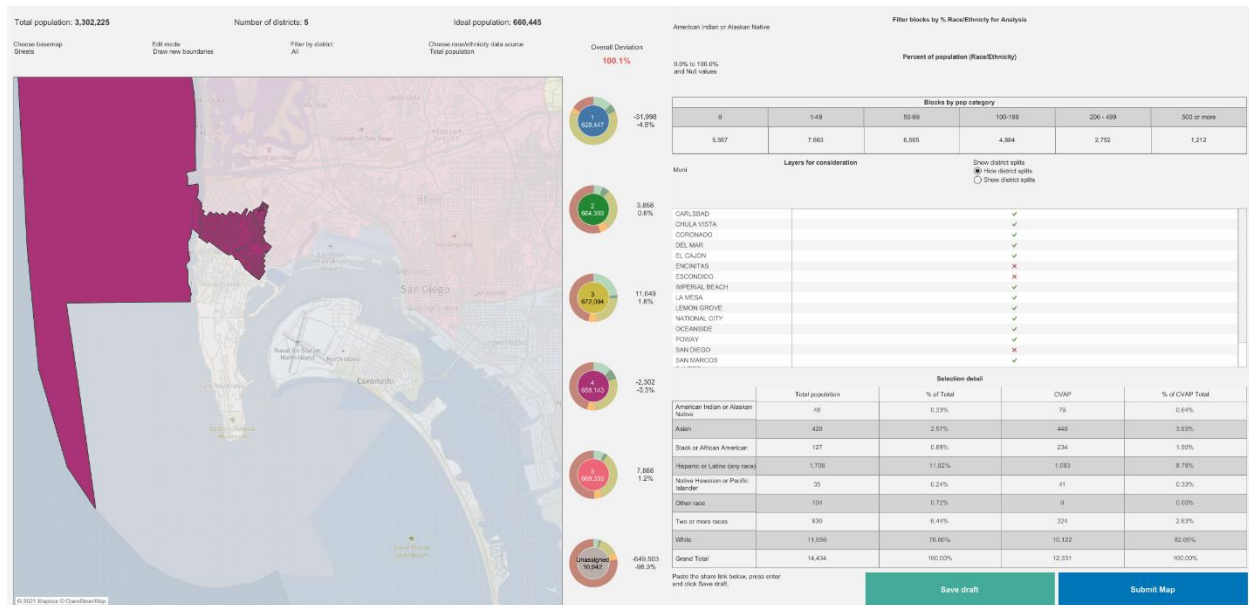 Total population: 3,302,225
Number of districts: 5
Ideal population: 660,445
Choose basemap
Streets
Edit mode
Draw new boundaries
Filter by district
All
Choose race/ethnicity data source
Total population
Overall Deviation
100.1%
1
628,447
-31,998
-4.8%
2
664,303
3,858
0.6%
3
672,094
11,649
1.8%
4
658,143
-2,302
-0.3%
5
668,333
7,888
1.2%
Unassigned
10,942
-649,503
-98.3%
San Diego
Naval Air Station
North Island
North Island
Coronado
© 2021 Mapbox © OpenStreetMap
American Indian or Alaskan Native
Filter blocks by % Race/Ethnicty for Analysis
Percent of population (Race/Ethnicity)
0.0% to 100.0%
and Null values
Blocks by pop category
0 1-49 50-99 100-199 200 - 499 500 or more
7,663 4,884 2,752 1,212
Muni
Layers for consideration
Show district splits
Hide district splits
Show district splits
CARLSBAD ✓
CHULA VISTA ✓
CORONADO ✓
DEL MAR ✓
EL CAJON ✓
ENCINITAS ✕
ESCONDIDO ✕
IMPERIAL BEACH ✓
LA MESA ✓
LEMON GROVE ✓
NATIONAL CITY ✓
OCEANSIDE ✓
POWAY ✓
SAN DIEGO ✕
SAN MARCOS ✓
Selection detail
Total population % of Total CVAP % of CVAP Total
American Indian or Alaskan
Native 48 0.33% 79 0.64%
Asian 428 2.97% 448 3.63%
Black or African American 127 0.88% 234 1.90%
Hispanic or Latino (any race) 1,706 11.82% 1,083 8.78%
Native Hawaiian or Pacific
Islander 35 0.24% 41 0.33%
Other race 104 0.72% 0 0.00%
Two or more races 930 6.44% 324 2.63%
White 11,056 76.60% 10,122 82.09%
Grand Total 14,434 100.00% 12,331 100.00%
Paste the share link below, press enter
and click Save draft.
Save draft
Submit Map